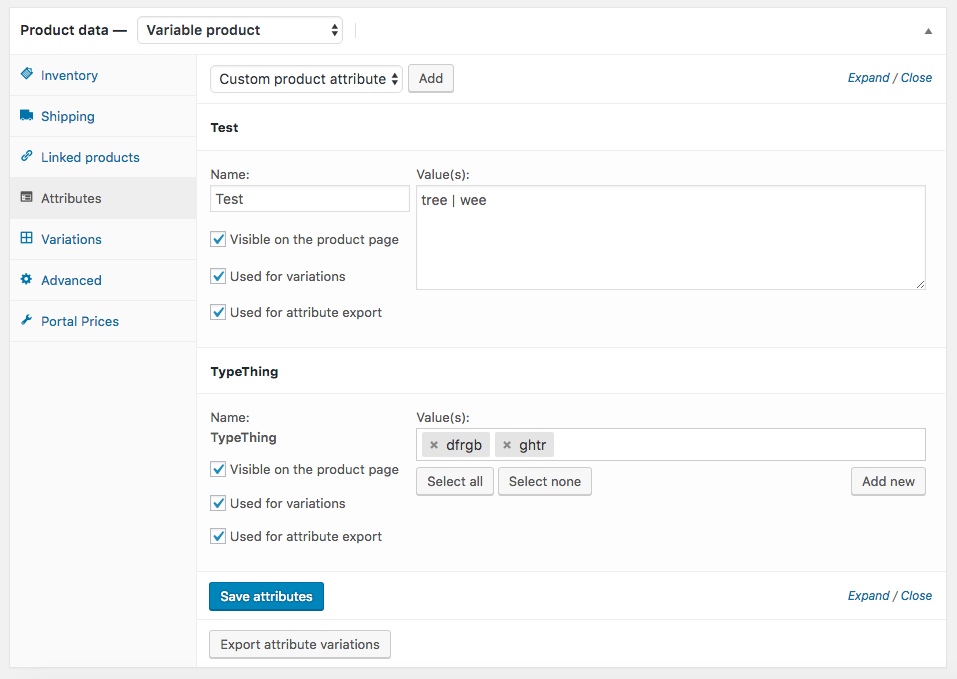 Product data — Variable product
Inventory
Shipping
Linked products
Attributes
Variations
Advanced
Portal Prices
Custom product attribute Add Expand / Close
Test
Name: Value(s):
Test
tree | wee
Visible on the product page
Used for variations
Used for attribute export
TypeThing
Name: Value(s):
TypeThing
× dfrgb × ghtr
Visible on the product page
Select all Select none Add new
Used for variations
Used for attribute export
Save attributes Expand / Close
Export attribute variations